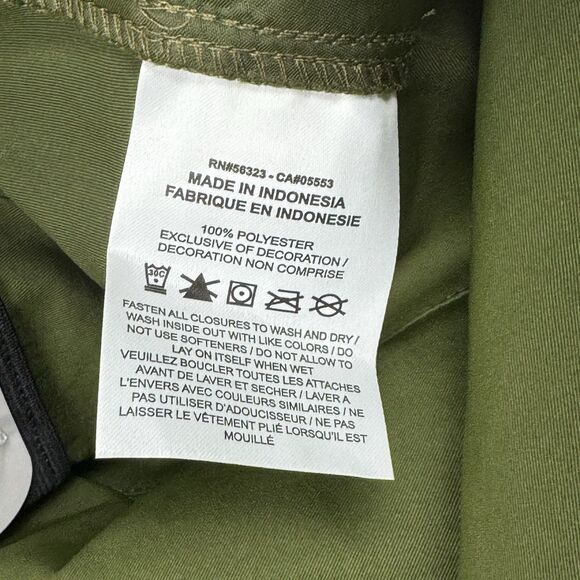 RN#56323 - CA#05553
MADE IN INDONESIA
FABRIQUE EN INDONESIE
100% POLYESTER
EXCLUSIVE OF DECORATION /
DECORATION NON COMPRISE
30C
FASTEN ALL CLOSURES TO WASH AND DRY /
WASH INSIDE OUT WITH LIKE COLORS / DO
NOT USE SOFTENERS / DO NOT ALLOW TO
LAY ON ITSELF WHEN WET
VEUILLEZ BOUCLER TOUTES LES ATTACHES
AVANT DE LAVER ET SECHER / LAVER A
L'ENVERS AVEC COULEURS SIMILAIRES / NE
PAS UTILISER D'ADOUCISSEUR / NE PAS
LAISSER LE VÊTEMENT PLIÉ LORSQU'IL EST
MOUILLÉ